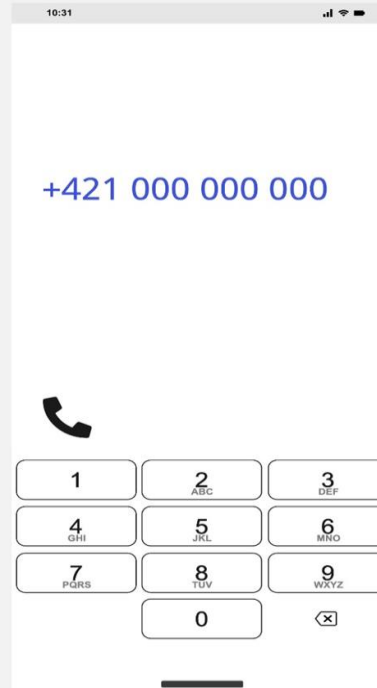 10:31
+421 000 000 000
1 2 3
ABC DEF
4 5 6
GHI JKL MNO
7 8 9
PQRS TUV WXYZ
0